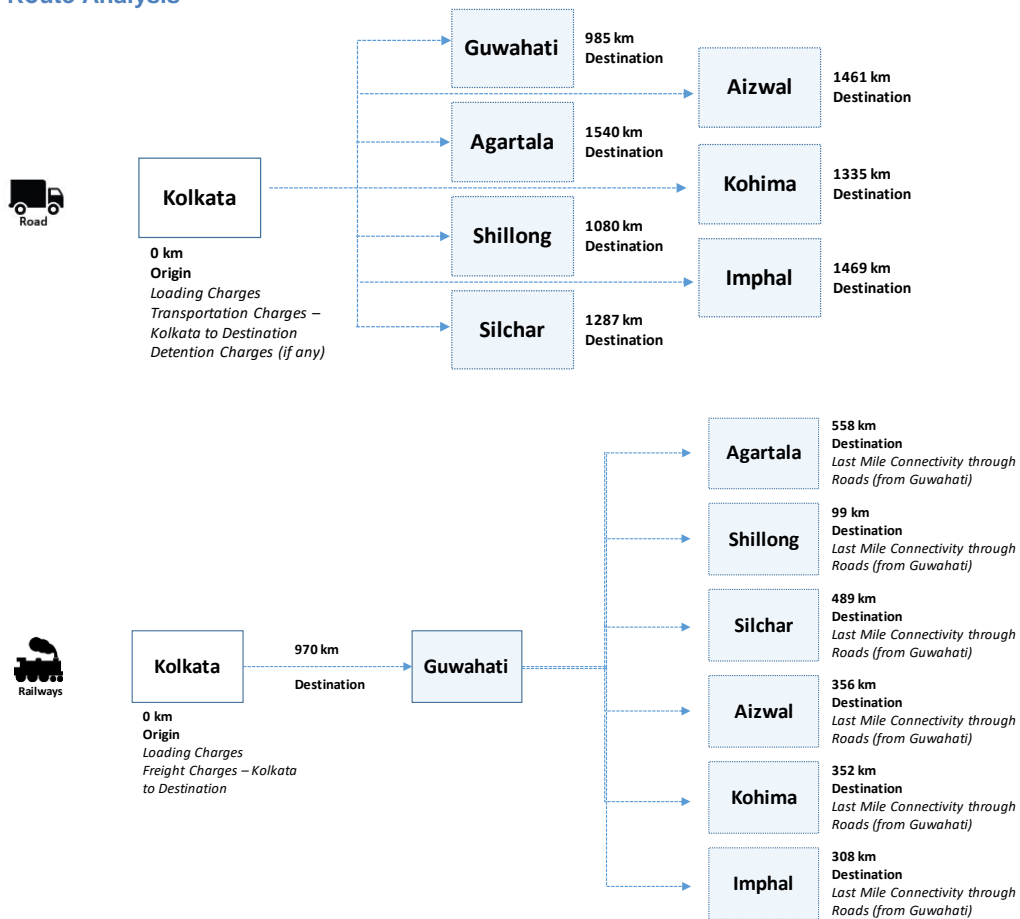 Route Analysis
Road
Kolkata
0 km
Origin
Loading Charges
Transportation Charges –
Kolkata to Destination
Detention Charges (if any)
Guwahati
985 km
Destination
Aizwal
1461 km
Destination
Agartala
1540 km
Destination
Kohima
1335 km
Destination
Shillong
1080 km
Destination
Imphal
1469 km
Destination
Silchar
1287 km
Destination
Railways
Kolkata
0 km
Origin
Loading Charges
Freight Charges – Kolkata
to Destination
970 km
Destination
Guwahati
Agartala
558 km
Destination
Last Mile Connectivity through
Roads (from Guwahati)
Shillong
99 km
Destination
Last Mile Connectivity through
Roads (from Guwahati)
Silchar
489 km
Destination
Last Mile Connectivity through
Roads (from Guwahati)
Aizwal
356 km
Destination
Last Mile Connectivity through
Roads (from Guwahati)
Kohima
352 km
Destination
Last Mile Connectivity through
Roads (from Guwahati)
Imphal
308 km
Destination
Last Mile Connectivity through
Roads (from Guwahati)